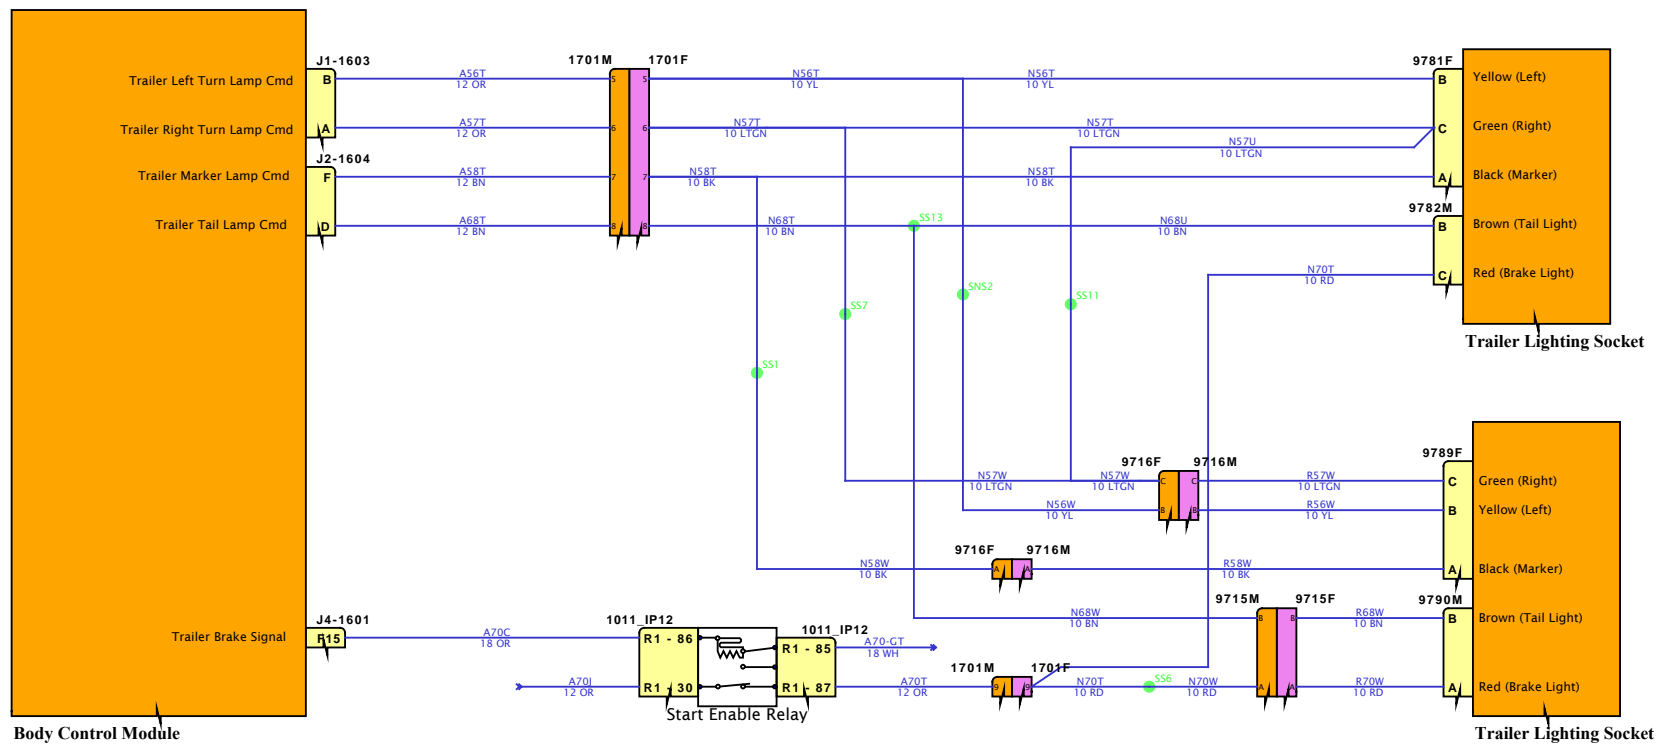 J1-1603
1701M
1701F
9781F
Trailer Left Turn Lamp Cmd
B
A56T
12 OR
5
5
N56T
10 YL
N56T
10 YL
B
Yellow (Left)
Trailer Right Turn Lamp Cmd
A
A57T
12 OR
6
6
N57T
10 LTGN
N57T
10 LTGN
C
Green (Right)
N57U
10 LTGN
J2-1604
Trailer Marker Lamp Cmd
F
A58T
12 BN
7
7
N58T
10 BK
N58T
10 BK
A
Black (Marker)
9782M
Trailer Tail Lamp Cmd
D
A68T
12 BN
8
8
N68T
10 BN
SS13
N68U
10 BN
B
Brown (Tail Light)
N70T
10 RD
C
Red (Brake Light)
SNS2
SS11
SS7
Trailer Lighting Socket
SS1
9716F
9716M
9789F
N57W
10 LTGN
N57W
10 LTGN
C
C
R57W
10 LTGN
C
Green (Right)
N56W
10 YL
B
B
R56W
10 YL
B
Yellow (Left)
9716F
9716M
N58W
10 BK
A
A
R58W
10 BK
A
Black (Marker)
9715M
9715F
9790M
N68W
10 BN
B
B
R68W
10 BN
B
Brown (Tail Light)
J4-1601
1011_IP12
1011_IP12
Trailer Brake Signal
F15
A70C
18 OR
R1 - 86
R1 - 85
A70-GT
18 WH
1701M
1701F
A70J
12 OR
R1 - 30
R1 - 87
A70T
12 OR
9
9
N70T
10 RD
SS6
N70W
10 RD
A
A
R70W
10 RD
A
Red (Brake Light)
Start Enable Relay
Body Control Module
Trailer Lighting Socket